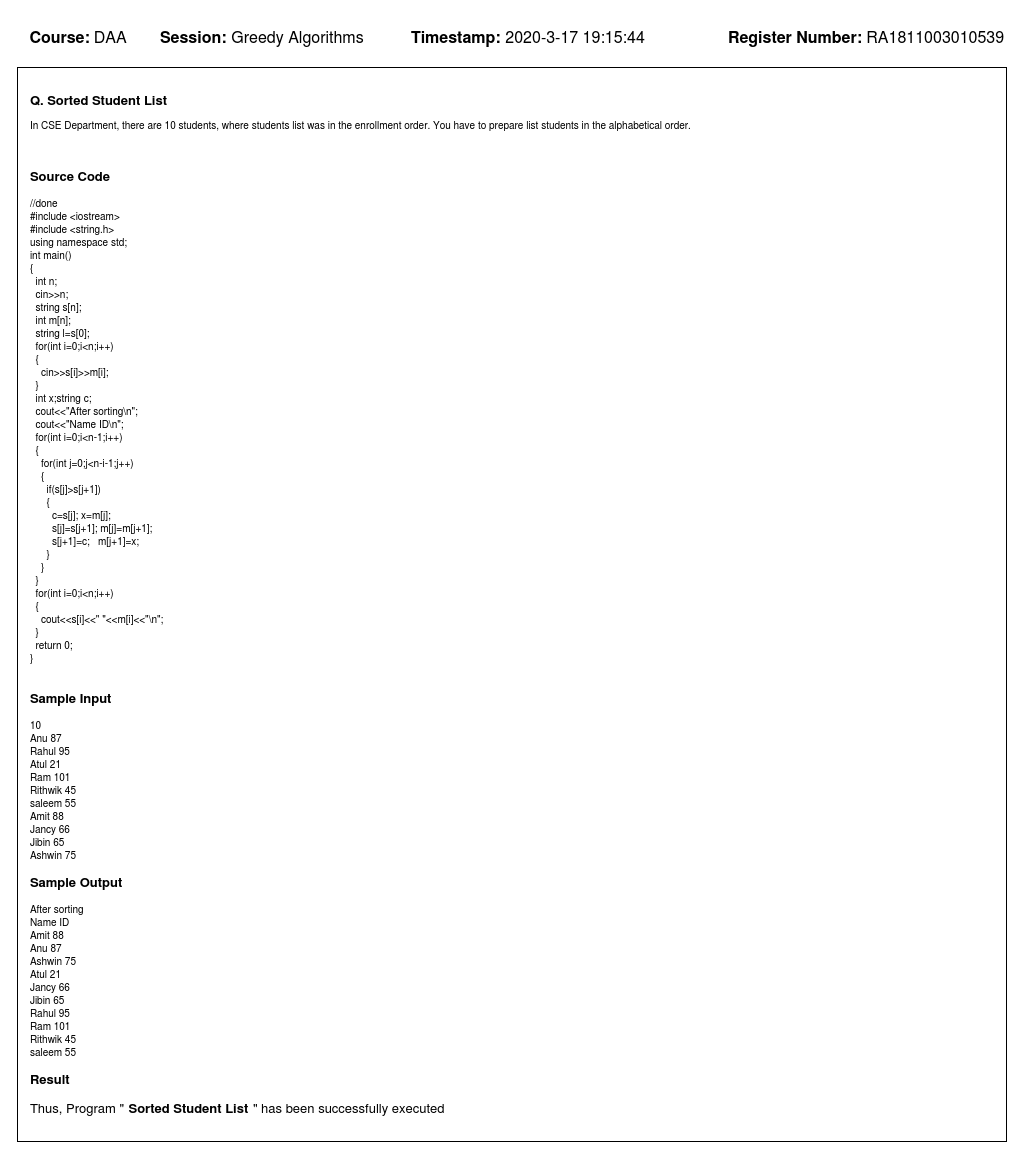 Course: DAA Session: Greedy Algorithms Timestamp: 2020-3-17 19:15:44 Register Number: RA1811003010539
Q. Sorted Student List
In CSE Department, there are 10 students, where students list was in the enrollment order. You have to prepare list students in the alphabetical order.
Source Code
//done
#include <iostream>
#include <string.h>
using namespace std;
int main()
{
int n;
cin>>n;
string s[n];
int m[n];
string l=s[0];
for(int i=0;i<n;i++)
{
cin>>s[i]>>m[i];
}
int x;string c;
cout<<"After sorting\n";
cout<<"Name ID\n";
for(int i=0;i<n-1;i++)
{
for(int j=0;j<n-i-1;j++)
{
if(s[j]>s[j+1])
{
c=s[j]; x=m[j];
s[j]=s[j+1]; m[j]=m[j+1];
s[j+1]=c; m[j+1]=x;
}
}
}
for(int i=0;i<n;i++)
{
cout<<s[i]<<" "<<m[i]<<"\n";
}
return 0;
}
Sample Input
10
Anu 87
Rahul 95
Atul 21
Ram 101
Rithwik 45
saleem 55
Amit 88
Jancy 66
Jibin 65
Ashwin 75
Sample Output
After sorting
Name ID
Amit 88
Anu 87
Ashwin 75
Atul 21
Jancy 66
Jibin 65
Rahul 95
Ram 101
Rithwik 45
saleem 55
Result
Thus, Program " Sorted Student List " has been successfully executed